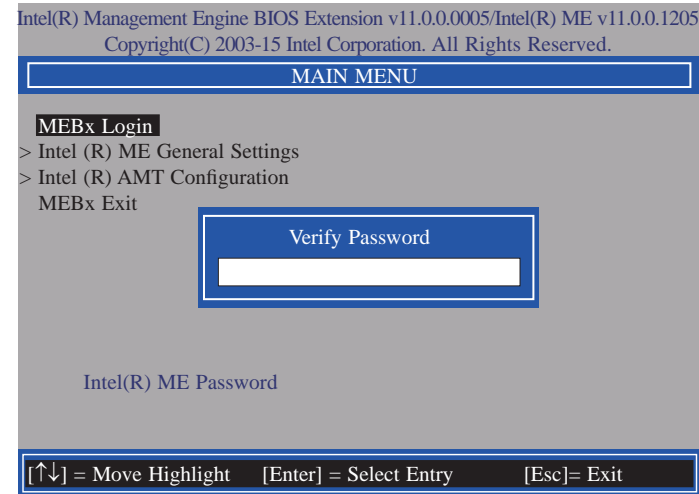 Intel(R) Management Engine BIOS Extension v11.0.0.0005/Intel(R) ME v11.0.0.1205
Copyright(C) 2003-15 Intel Corporation. All Rights Reserved.
MAIN MENU
MEBx Login
> Intel (R) ME General Settings
> Intel (R) AMT Configuration
MEBx Exit
Verify Password
Intel(R) ME Password
[↑↓] = Move Highlight [Enter] = Select Entry [Esc]= Exit